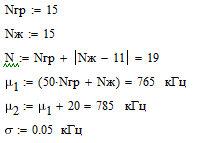 Nгр := 15
Nж := 15
N := Nгр + |Nж − 11| = 19
μ₁ := (50·Nгр + Nж) = 765 кГц
μ₂ := μ₁ + 20 = 785 кГц
σ := 0.05 кГц